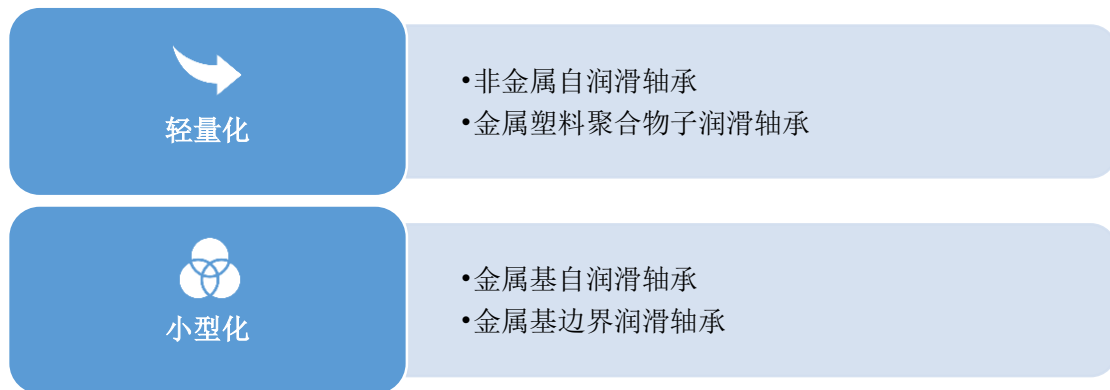 轻量化
•非金属自润滑轴承
•金属塑料聚合物子润滑轴承
小型化
•金属基自润滑轴承
•金属基边界润滑轴承